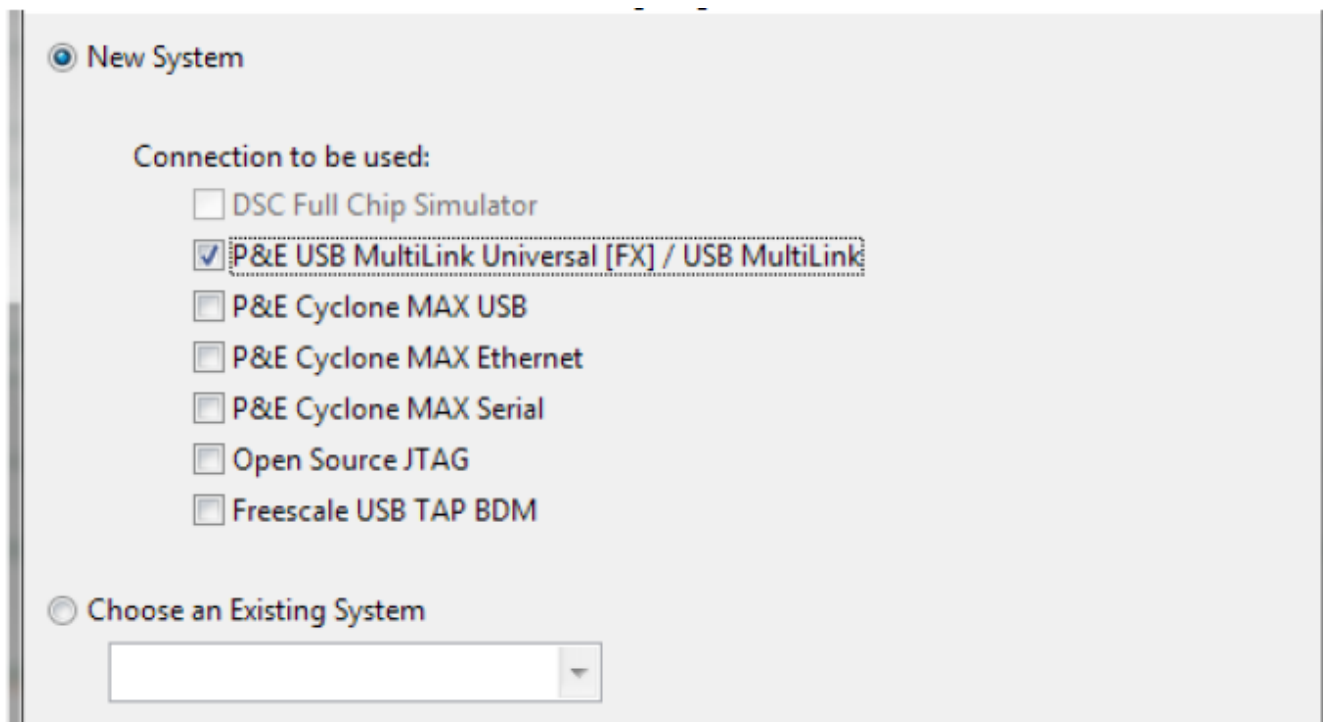 New System
Connection to be used:
DSC Full Chip Simulator
P&E USB MultiLink Universal [FX] / USB MultiLink
P&E Cyclone MAX USB
P&E Cyclone MAX Ethernet
P&E Cyclone MAX Serial
Open Source JTAG
Freescale USB TAP BDM
Choose an Existing System